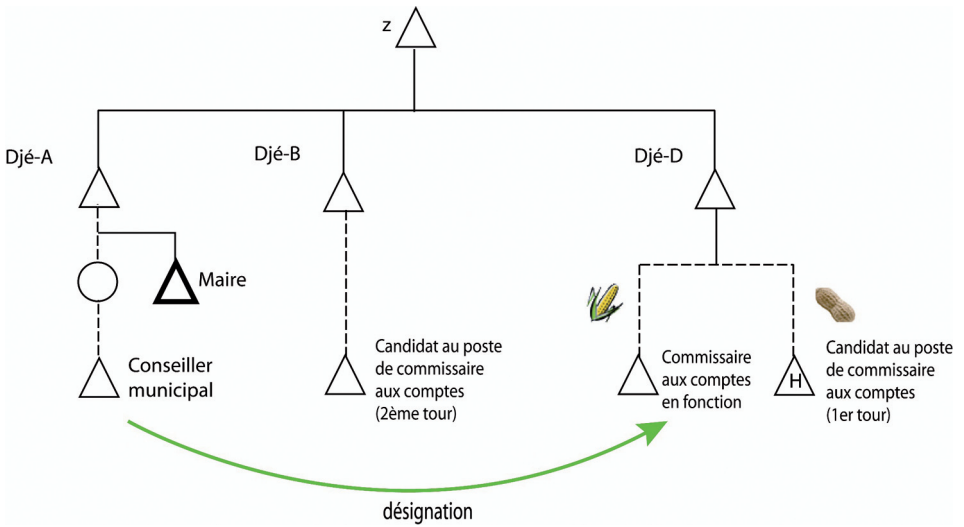 z
Djé-A
Djé-B
Djé-D
Maire
Conseiller
municipal
Candidat au poste
de commissaire
aux comptes
(2ème tour)
Commissaire
aux comptes
en fonction
H
Candidat au poste
de commissaire
aux comptes
(1er tour)
désignation